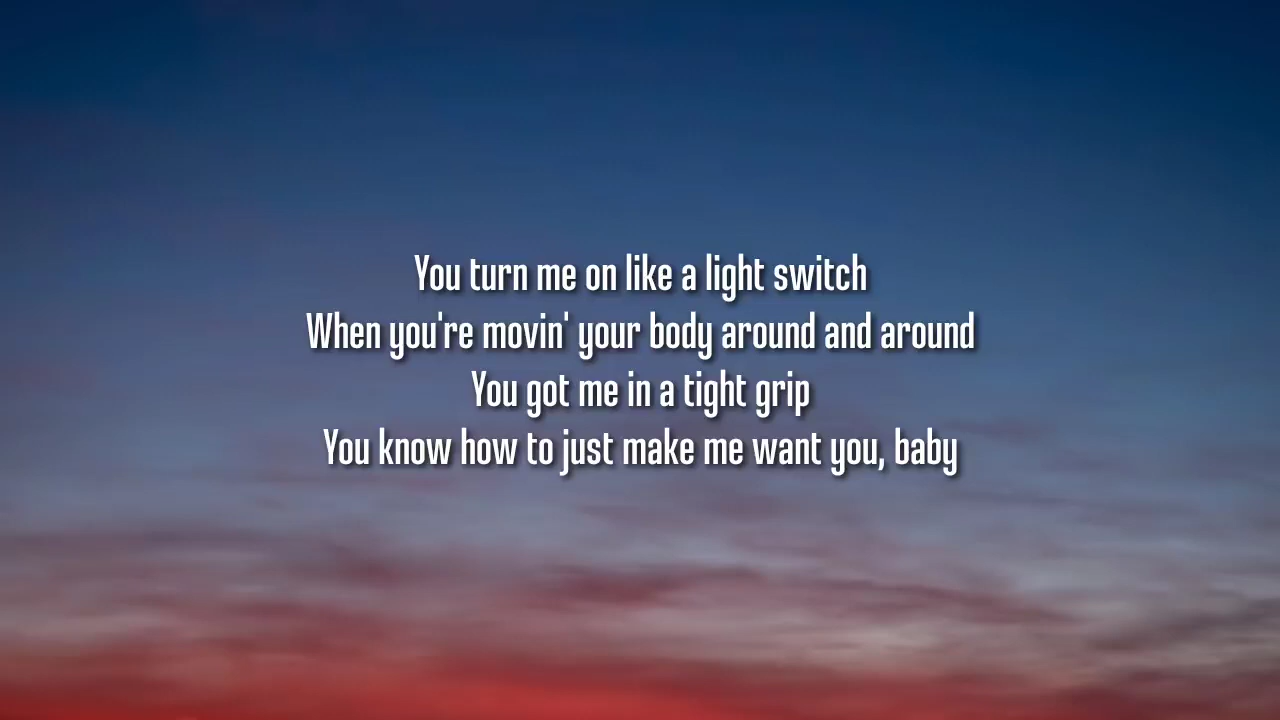 You turn me on like a light switch
When you're movin' your body around and around
You got me in a tight grip
You know how to just make me want you, baby